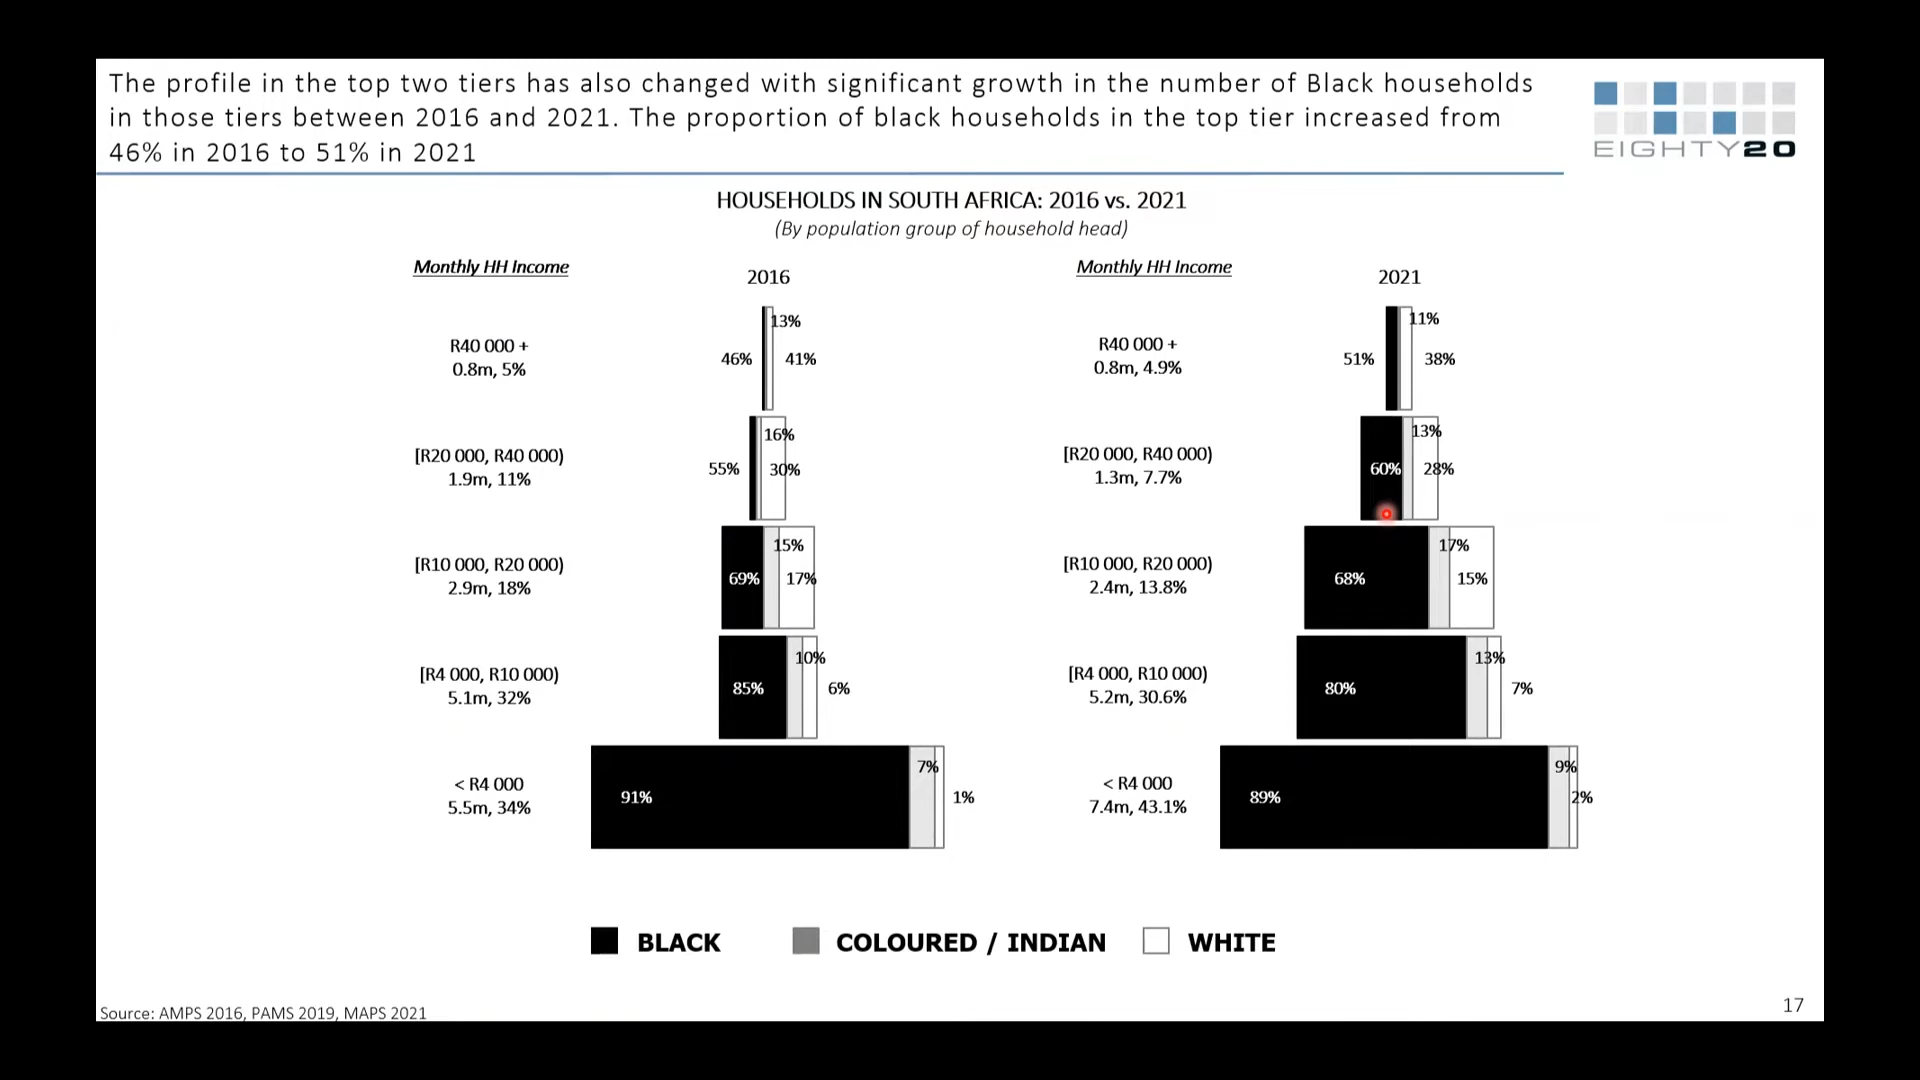 The profile in the top two tiers has also changed with significant growth in the number of Black households
in those tiers between 2016 and 2021. The proportion of black households in the top tier increased from
46% in 2016 to 51% in 2021
EIGHTY20
HOUSEHOLDS IN SOUTH AFRICA: 2016 vs. 2021
(By population group of household head)
Monthly HH Income
2016
R40 000 +
0.8m, 5%
13%
46%
41%
[R20 000, R40 000)
1.9m, 11%
16%
55%
30%
[R10 000, R20 000)
2.9m, 18%
15%
69%
17%
[R4 000, R10 000)
5.1m, 32%
10%
85%
6%
< R4 000
5.5m, 34%
7%
91%
1%
Monthly HH Income
2021
R40 000 +
0.8m, 4.9%
11%
51%
38%
[R20 000, R40 000)
1.3m, 7.7%
13%
60%
28%
[R10 000, R20 000)
2.4m, 13.8%
17%
68%
15%
[R4 000, R10 000)
5.2m, 30.6%
13%
80%
7%
< R4 000
7.4m, 43.1%
9%
89%
2%
BLACK
COLOURED / INDIAN
WHITE
Source: AMPS 2016, PAMS 2019, MAPS 2021
17